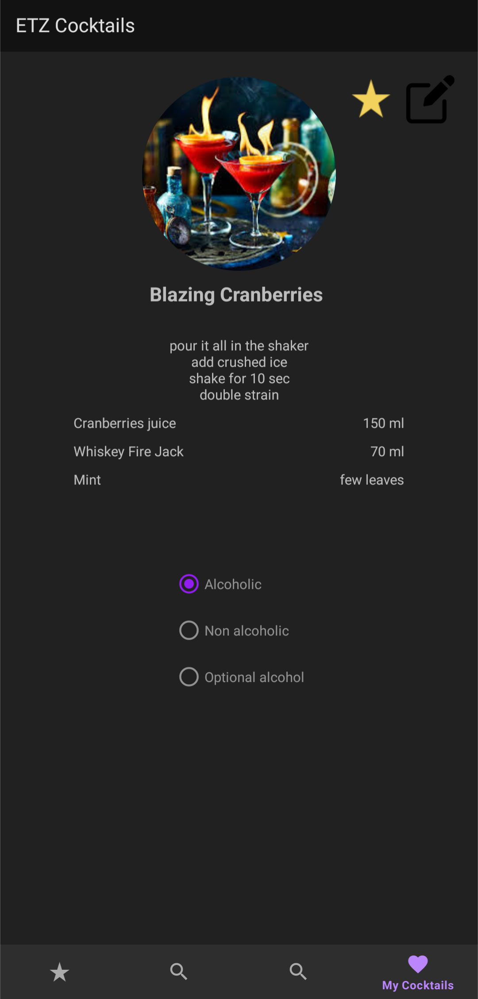 ETZ Cocktails
Blazing Cranberries
pour it all in the shaker
add crushed ice
shake for 10 sec
double strain
Cranberries juice 150 ml
Whiskey Fire Jack 70 ml
Mint few leaves
Alcoholic
Non alcoholic
Optional alcohol
My Cocktails